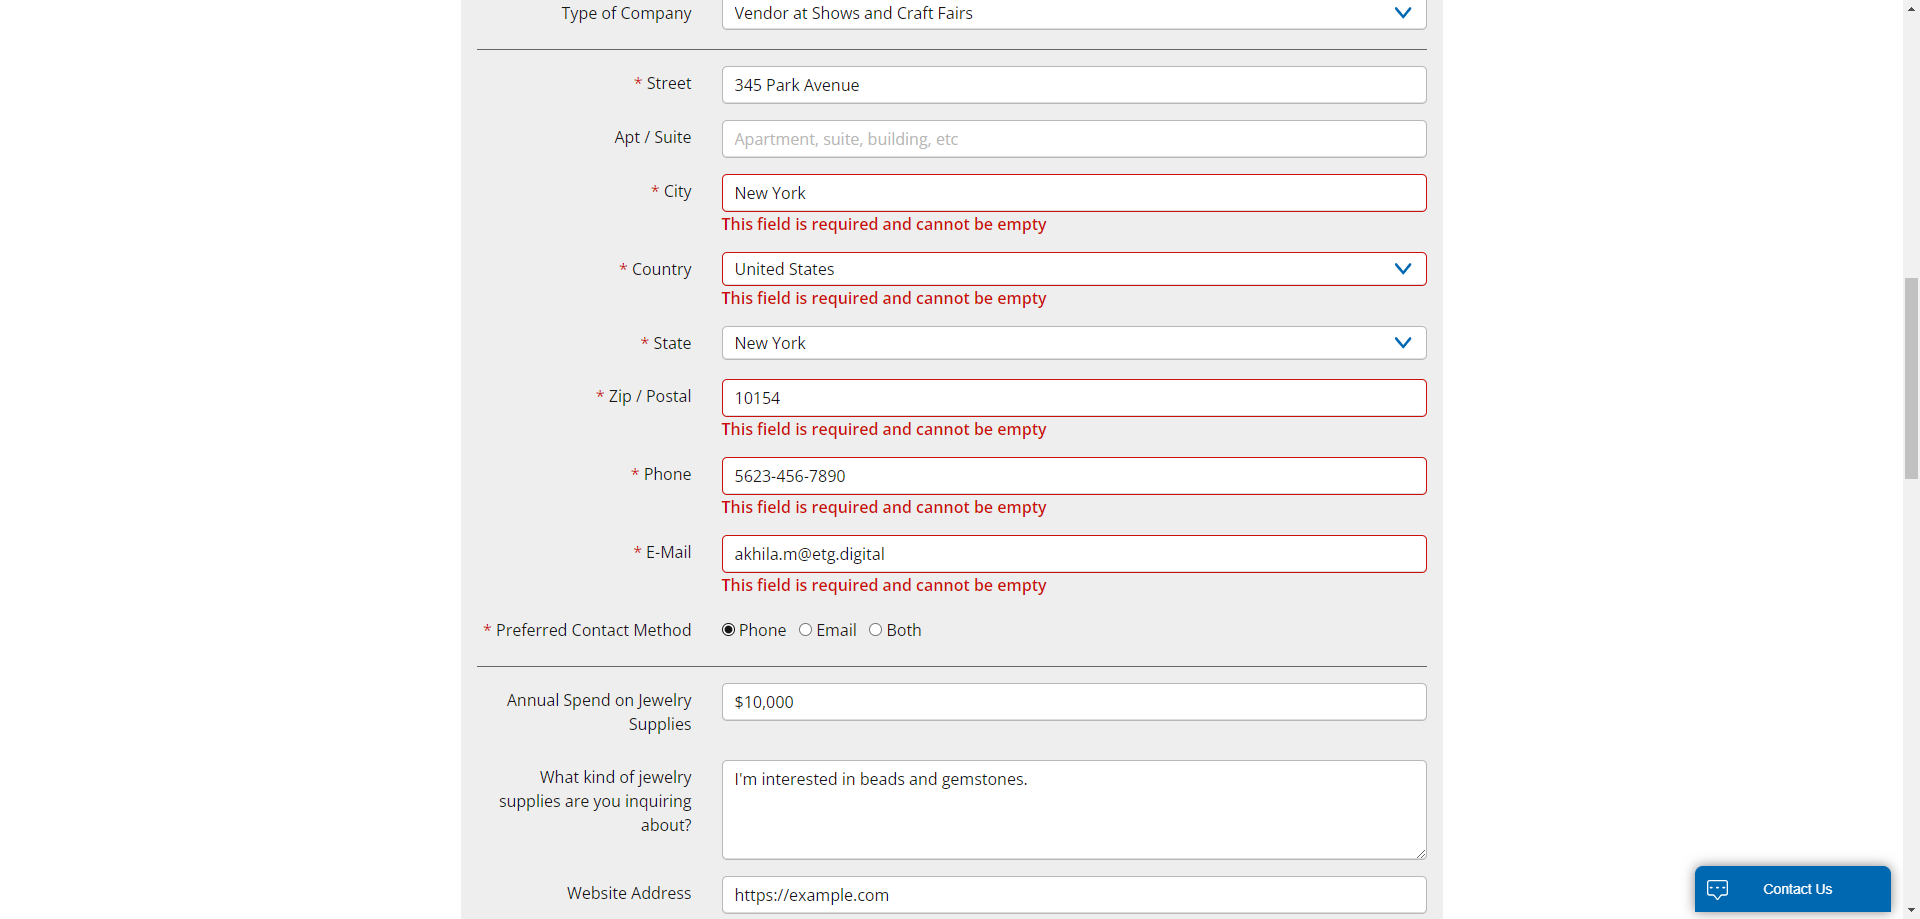 Type of Company
Vendor at Shows and Craft Fairs
* Street
345 Park Avenue
Apt / Suite
Apartment, suite, building, etc
* City
New York
This field is required and cannot be empty
* Country
United States
This field is required and cannot be empty
* State
New York
* Zip / Postal
10154
This field is required and cannot be empty
* Phone
5623-456-7890
This field is required and cannot be empty
* E-Mail
akhila.m@etg.digital
This field is required and cannot be empty
* Preferred Contact Method
Phone Email Both
Annual Spend on Jewelry
Supplies
$10,000
What kind of jewelry
supplies are you inquiring
about?
I'm interested in beads and gemstones.
Website Address
https://example.com
Contact Us